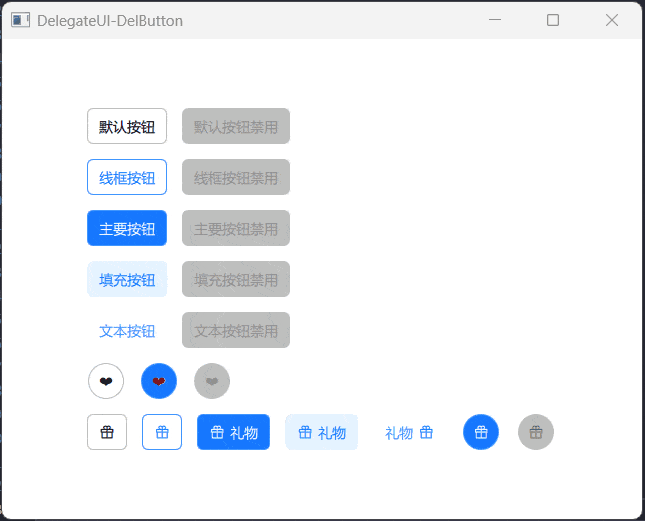 DelegateUI-DelButton
默认按钮 默认按钮禁用
线框按钮 线框按钮禁用
主要按钮 主要按钮禁用
填充按钮 填充按钮禁用
文本按钮 文本按钮禁用
礼物 礼物 礼物